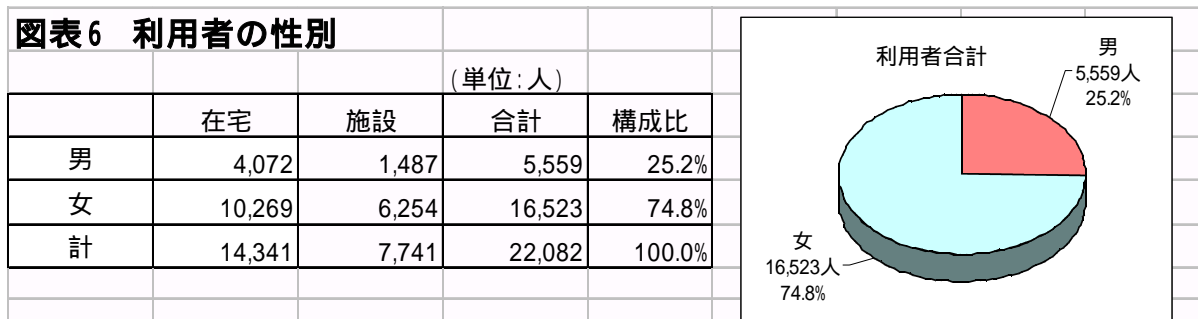 図表6 利用者の性別
(単位:人)
在宅 施設 合計 構成比
男 4,072 1,487 5,559 25.2%
女 10,269 6,254 16,523 74.8%
計 14,341 7,741 22,082 100.0%
利用者合計
男
5,559人
25.2%
女
16,523人
74.8%